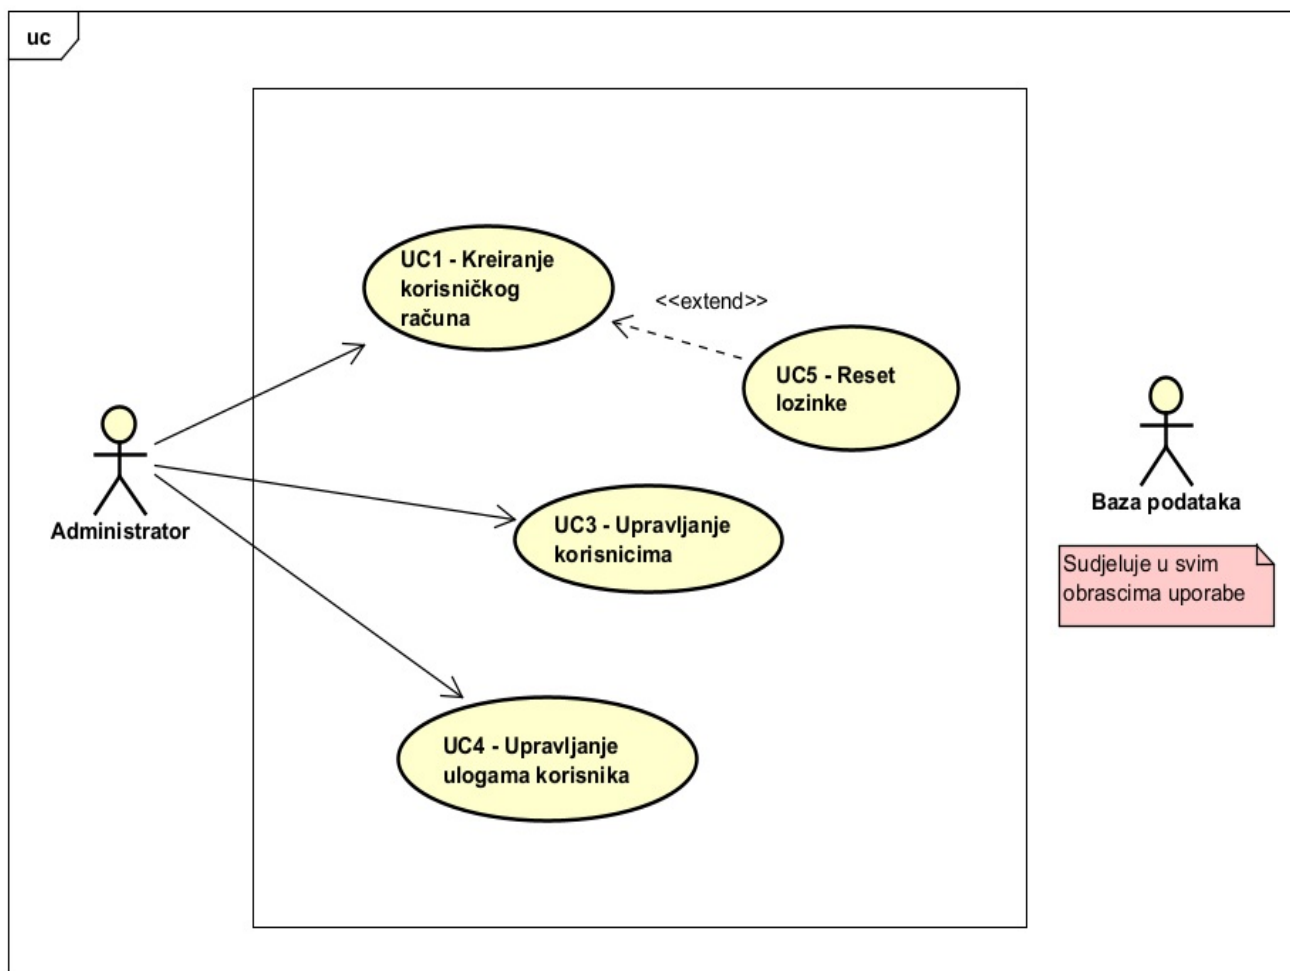 uc
UC1 - Kreiranje
korisničkog
računa
<<extend>>
UC5 - Reset
lozinke
Administrator
UC3 - Upravljanje
korisnicima
Baza podataka
Sudjeluje u svim
obrascima uporabe
UC4 - Upravljanje
ulogama korisnika